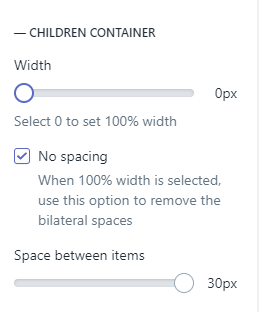 — CHILDREN CONTAINER
Width
0px
Select 0 to set 100% width
No spacing
When 100% width is selected,
use this option to remove the
bilateral spaces
Space between items
30px